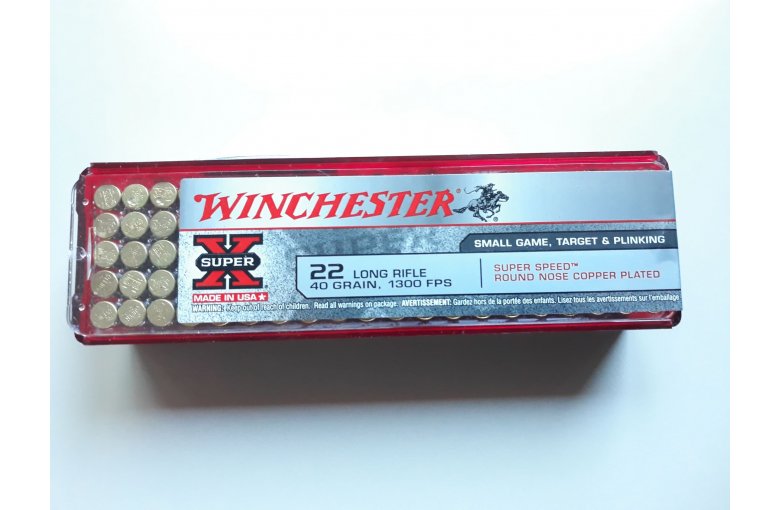 WINCHESTER®
SMALL GAME, TARGET & PLINKING
X
SUPER
MADE IN USA★
22 LONG RIFLE
40 GRAIN, 1300 FPS
SUPER SPEED™
ROUND NOSE COPPER PLATED
WARNING: Keep out of reach of children. Read all warnings on package. AVERTISSEMENT: Gardez hors de la portée des enfants. Lisez tous les avertissements sur l'emballage